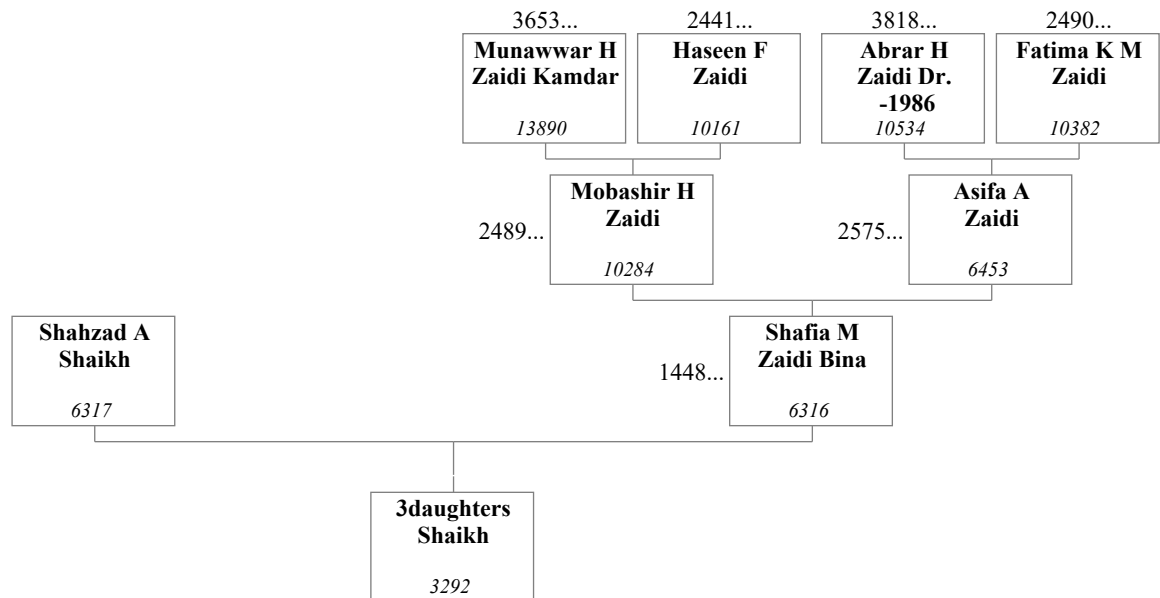 3653...
2441...
3818...
2490...
Munawwar H
Zaidi Kamdar
13890
Haseen F
Zaidi
10161
Abrar H
Zaidi Dr.
-1986
10534
Fatima K M
Zaidi
10382
2489...
Mobashir H
Zaidi
10284
2575...
Asifa A
Zaidi
6453
Shahzad A
Shaikh
6317
1448...
Shafia M
Zaidi Bina
6316
3daughters
Shaikh
3292